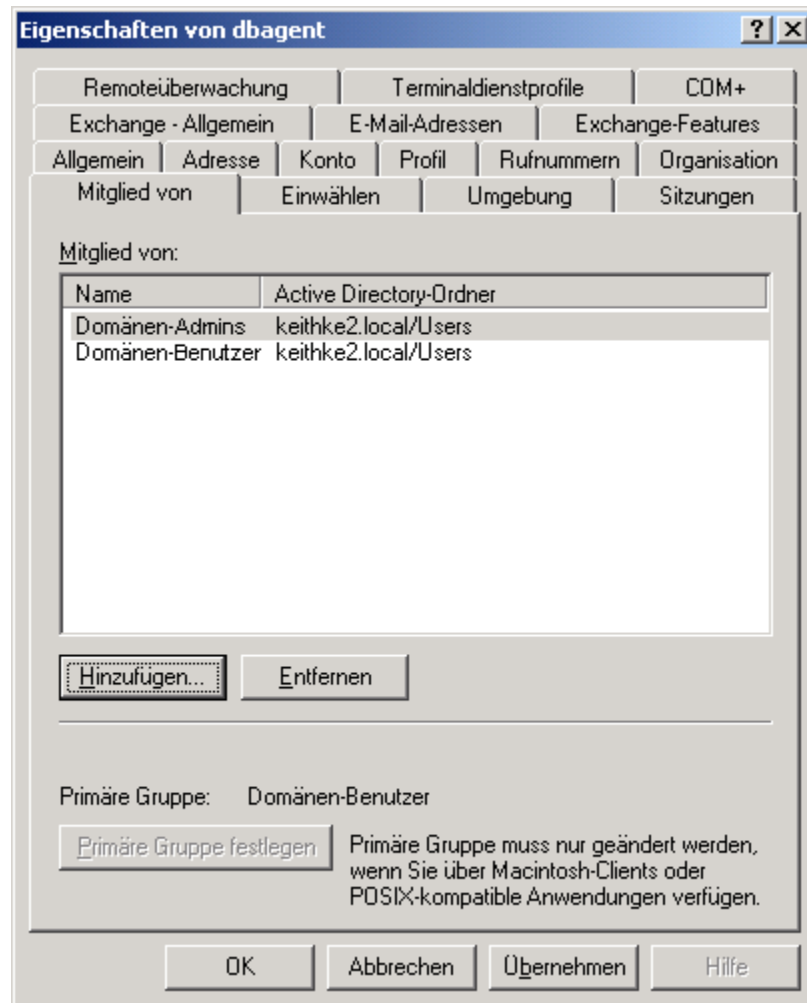 Eigenschaften von dbagent
Remoteüberwachung Terminaldienstprofile COM+
Exchange - Allgemein E-Mail-Adressen Exchange-Features
Allgemein Adresse Konto Profil Rufnummern Organisation
Mitglied von Einwählen Umgebung Sitzungen
Mitglied von:
Name Active Directory-Ordner
Domänen-Admins keithke2.local/Users
Domänen-Benutzer keithke2.local/Users
Hinzufügen... Entfernen
Primäre Gruppe: Domänen-Benutzer
Primäre Gruppe festlegen
Primäre Gruppe muss nur geändert werden,
wenn Sie über Macintosh-Clients oder
POSIX-kompatible Anwendungen verfügen.
OK Abbrechen Übernehmen Hilfe